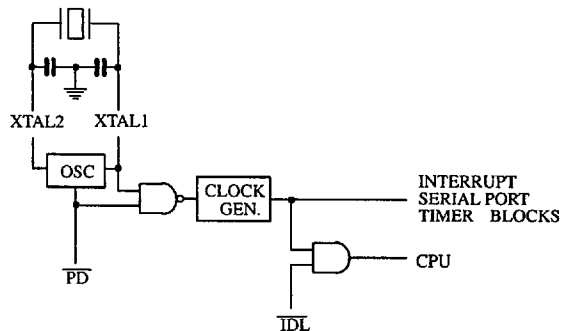 XTAL2 XTAL1
OSC
CLOCK
GEN.
INTERRUPT
SERIAL PORT
TIMER BLOCKS
CPU
PD
IDL